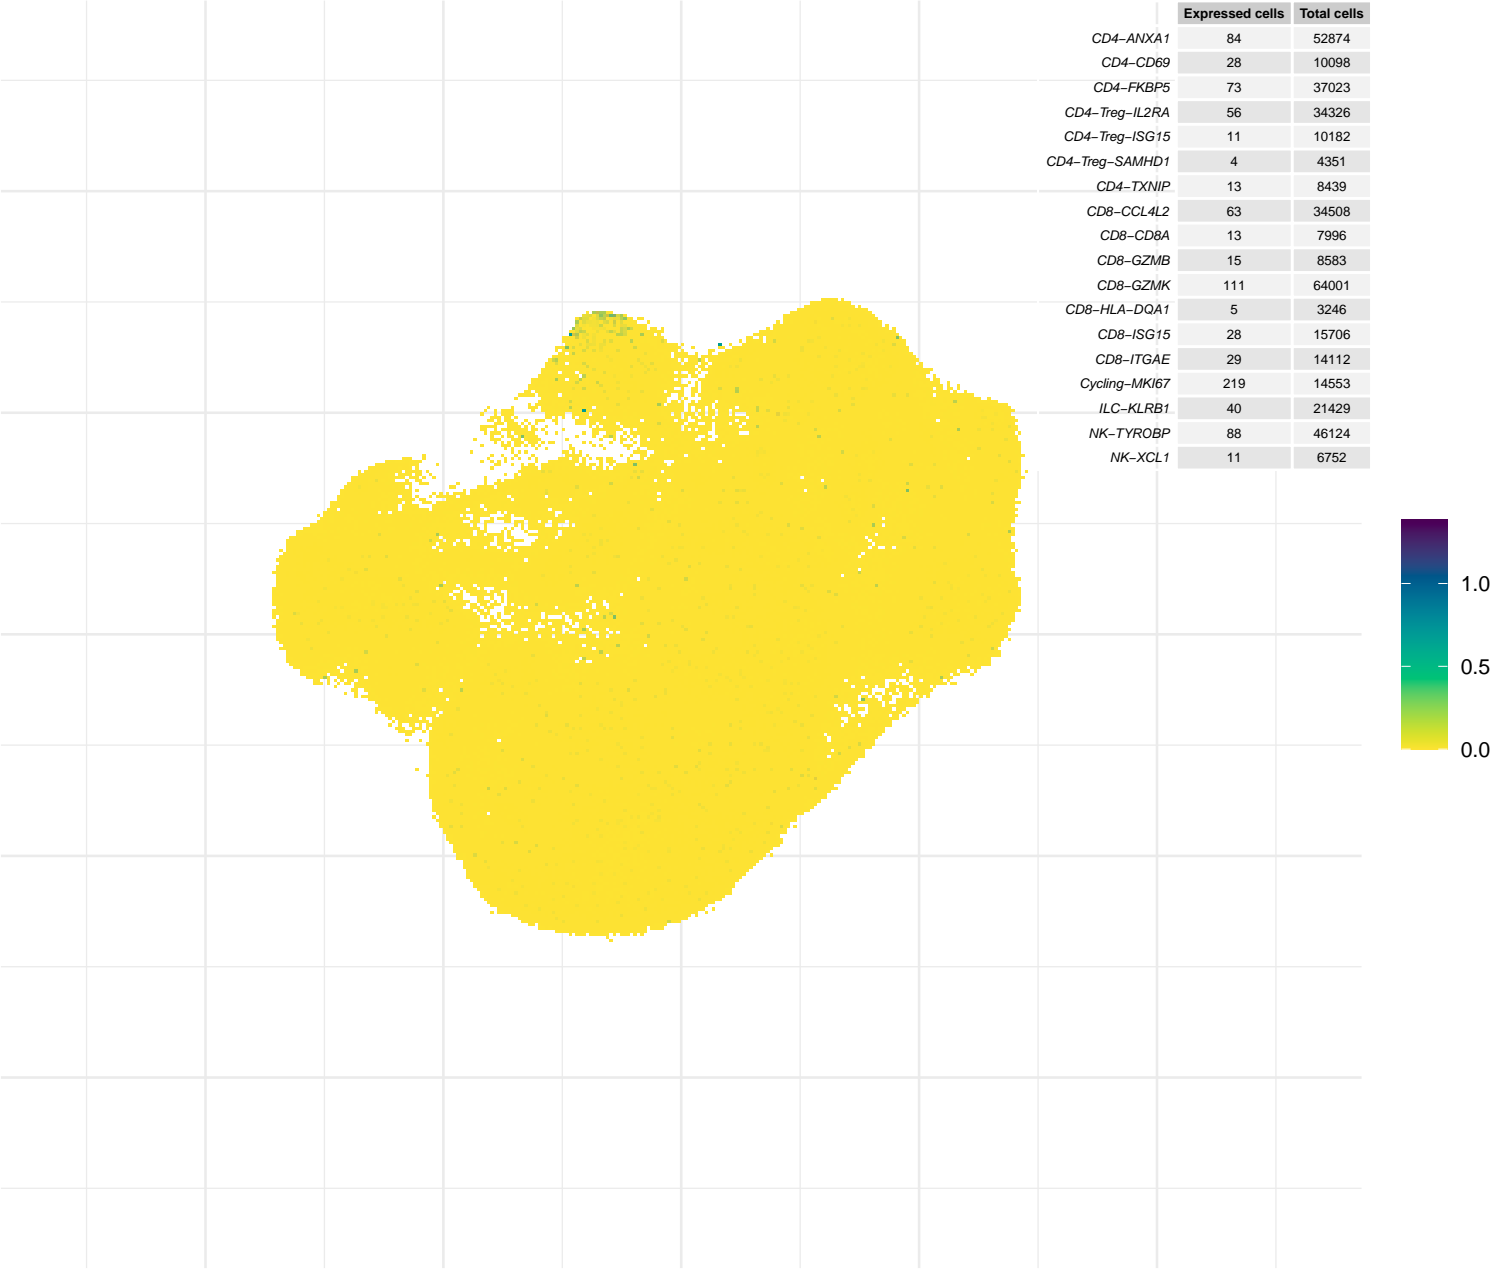 Expressed cells Total cells
CD4−ANXA1 84 52874
CD4−CD69 28 10098
CD4−FKBP5 73 37023
CD4−Treg−IL2RA 56 34326
CD4−Treg−ISG15 11 10182
CD4−Treg−SAMHD1 4 4351
CD4−TXNIP 13 8439
CD8−CCL4L2 63 34508
CD8−CD8A 13 7996
CD8−GZMB 15 8583
CD8−GZMK 111 64001
CD8−HLA−DQA1 5 3246
CD8−ISG15 28 15706
CD8−ITGAE 29 14112
Cycling−MKI67 219 14553
ILC−KLRB1 40 21429
NK−TYROBP 88 46124
NK−XCL1 11 6752
1.0
0.5
0.0